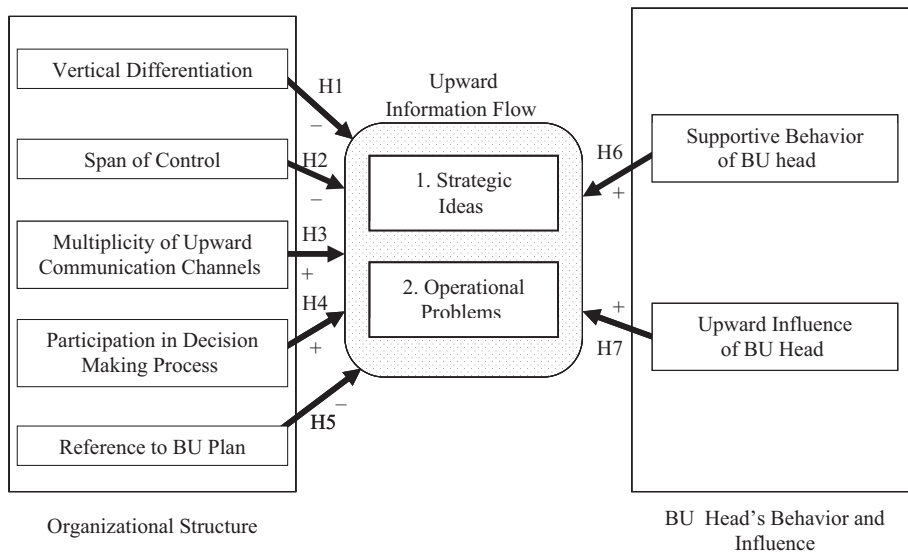 Vertical Differentiation
H1
−
Span of Control
H2
−
Multiplicity of Upward
Communication Channels
H3
+
Participation in Decision
Making Process
H4
+
Reference to BU Plan
H5
−
Organizational Structure
Upward
Information Flow
1. Strategic
Ideas
2. Operational
Problems
H6
+
Supportive Behavior
of BU head
+
H7
Upward Influence
of BU Head
BU Head's Behavior and
Influence